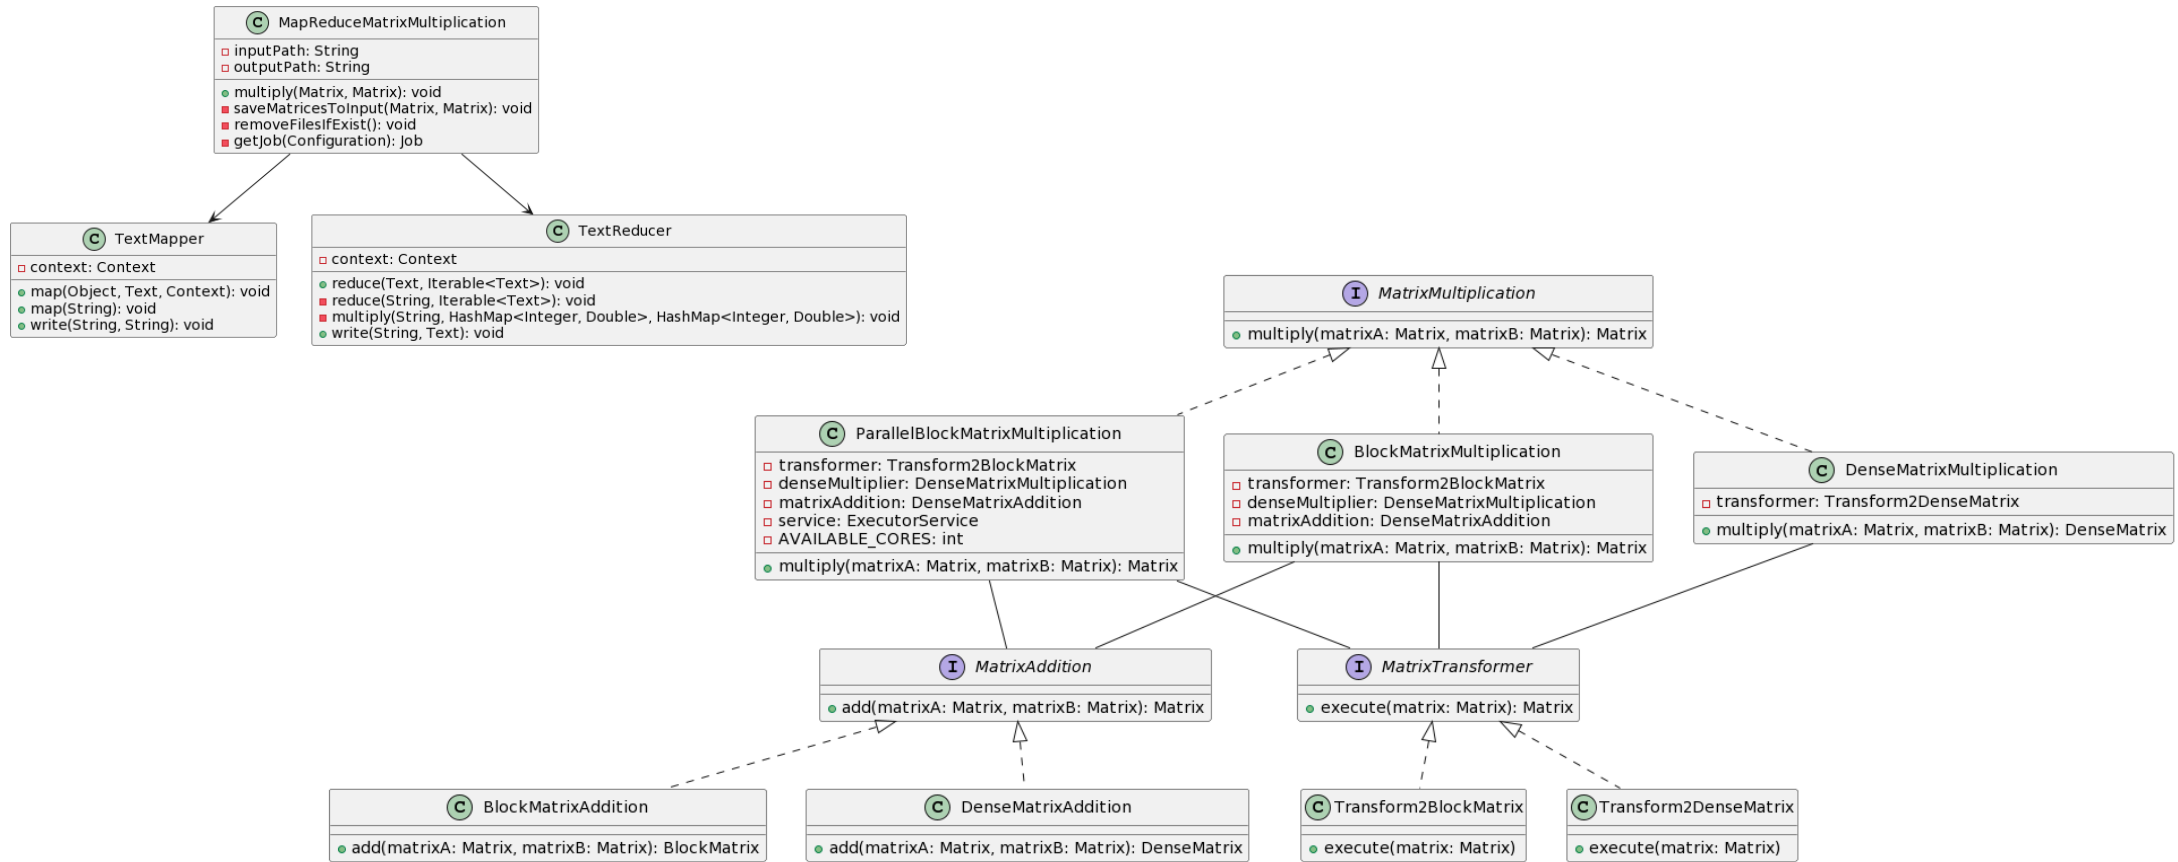 C MapReduceMatrixMultiplication
inputPath: String
outputPath: String
multiply(Matrix, Matrix): void
saveMatricesToInput(Matrix, Matrix): void
removeFilesIfExist(): void
getJob(Configuration): Job
C TextMapper
context: Context
map(Object, Text, Context): void
map(String): void
write(String, String): void
C TextReducer
context: Context
reduce(Text, Iterable<Text>): void
reduce(String, Iterable<Text>): void
multiply(String, HashMap<Integer, Double>, HashMap<Integer, Double>): void
write(String, Text): void
I MatrixMultiplication
multiply(matrixA: Matrix, matrixB: Matrix): Matrix
C ParallelBlockMatrixMultiplication
transformer: Transform2BlockMatrix
denseMultiplier: DenseMatrixMultiplication
matrixAddition: DenseMatrixAddition
service: ExecutorService
AVAILABLE_CORES: int
multiply(matrixA: Matrix, matrixB: Matrix): Matrix
C BlockMatrixMultiplication
transformer: Transform2BlockMatrix
denseMultiplier: DenseMatrixMultiplication
matrixAddition: DenseMatrixAddition
multiply(matrixA: Matrix, matrixB: Matrix): Matrix
C DenseMatrixMultiplication
transformer: Transform2DenseMatrix
multiply(matrixA: Matrix, matrixB: Matrix): DenseMatrix
I MatrixAddition
add(matrixA: Matrix, matrixB: Matrix): Matrix
I MatrixTransformer
execute(matrix: Matrix): Matrix
C BlockMatrixAddition
add(matrixA: Matrix, matrixB: Matrix): BlockMatrix
C DenseMatrixAddition
add(matrixA: Matrix, matrixB: Matrix): DenseMatrix
C Transform2BlockMatrix
execute(matrix: Matrix)
C Transform2DenseMatrix
execute(matrix: Matrix)